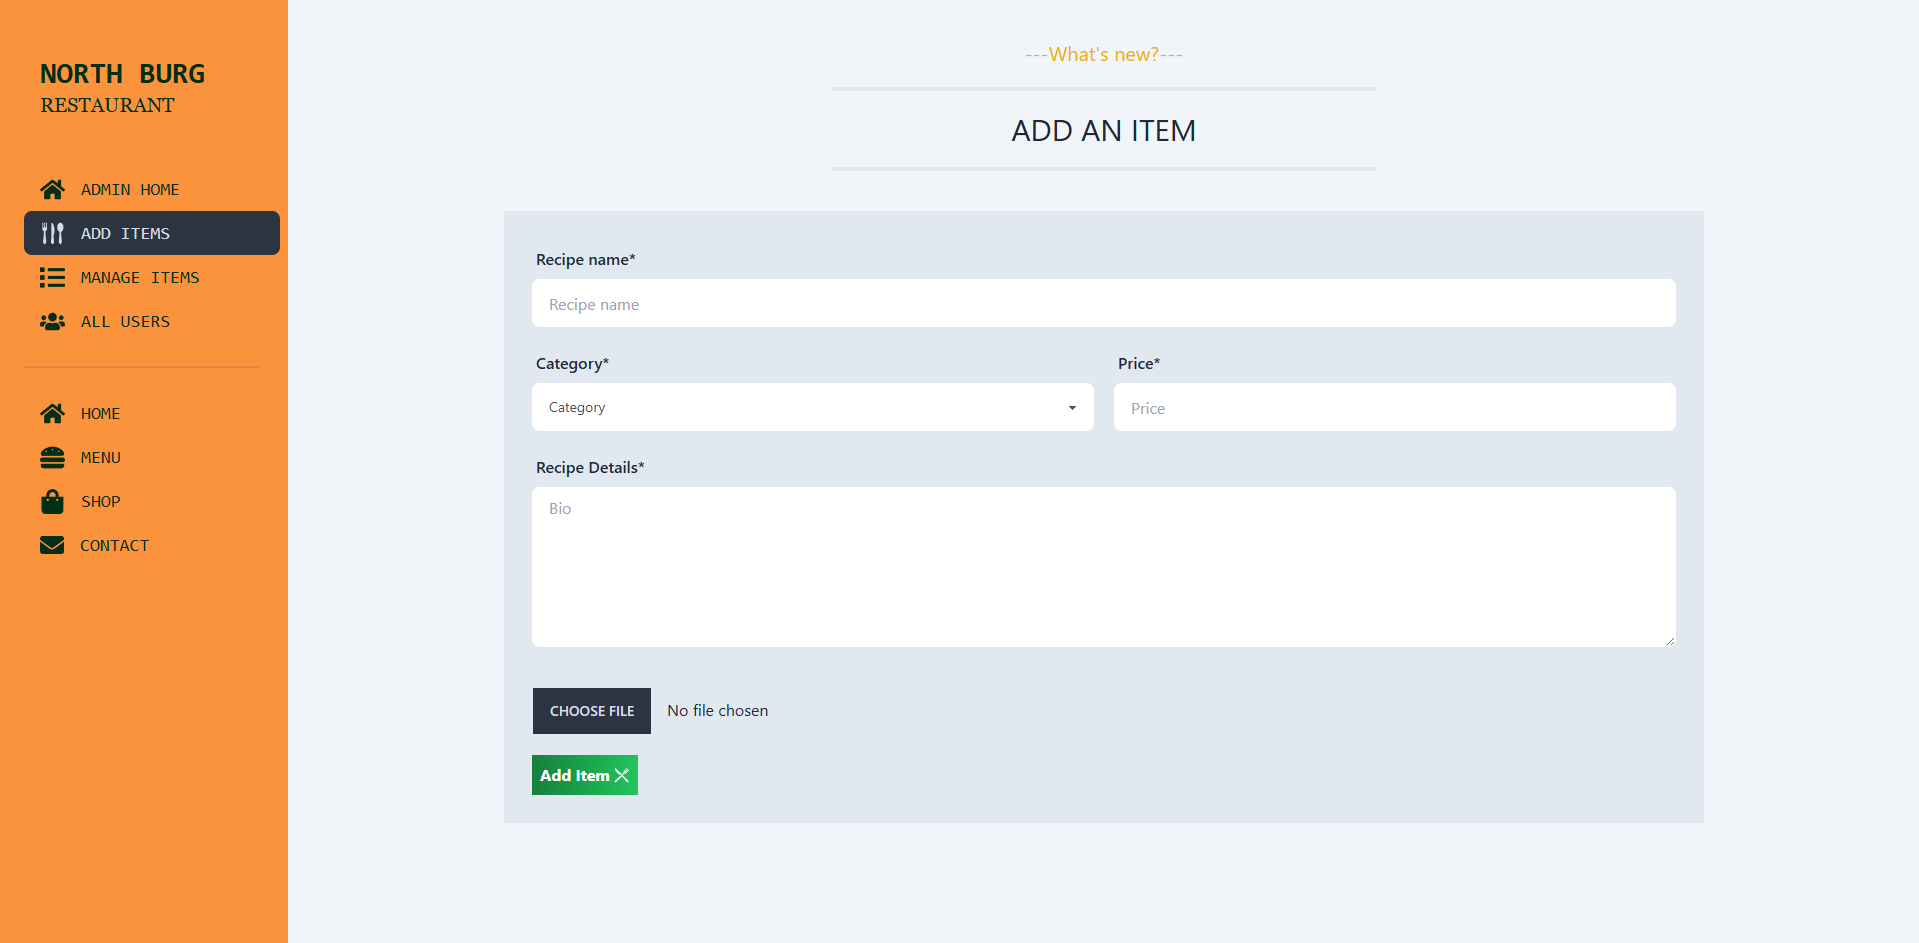 NORTH BURG
RESTAURANT
ADMIN HOME
ADD ITEMS
MANAGE ITEMS
ALL USERS
HOME
MENU
SHOP
CONTACT
---What's new?---
ADD AN ITEM
Recipe name*
Recipe name
Category*
Price*
Category
Price
Recipe Details*
Bio
CHOOSE FILE No file chosen
Add Item